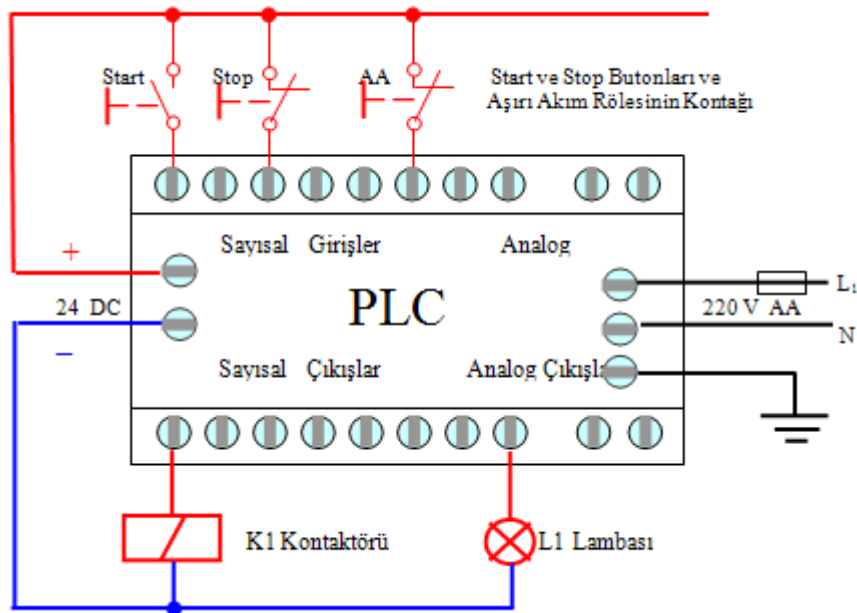 Start Stop AA Start ve Stop Butonları ve
Aşırı Akım Rölesinin Kontağı
Sayısal Girişler Analog
+
24 DC
–
PLC
L1
220 V AA
N
Sayısal Çıkışlar Analog Çıkışla
K1 Kontaktörü L1 Lambası